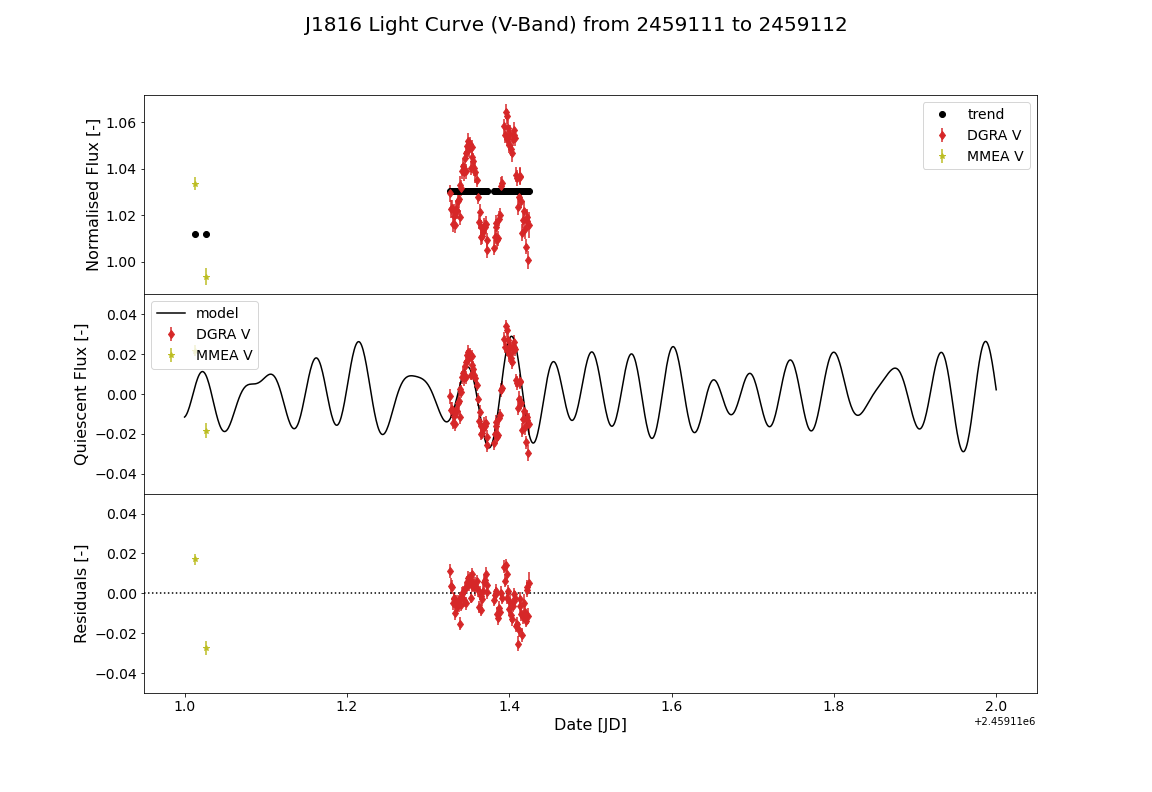 J1816 Light Curve (V-Band) from 2459111 to 2459112
Normalised Flux [-]
1.06
1.04
1.02
1.00
trend
DGRA V
MMEA V
Quiescent Flux [-]
0.04
0.02
0.00
−0.02
−0.04
model
DGRA V
MMEA V
Residuals [-]
0.04
0.02
0.00
−0.02
−0.04
1.0 1.2 1.4 1.6 1.8 2.0
+2.45911e6
Date [JD]